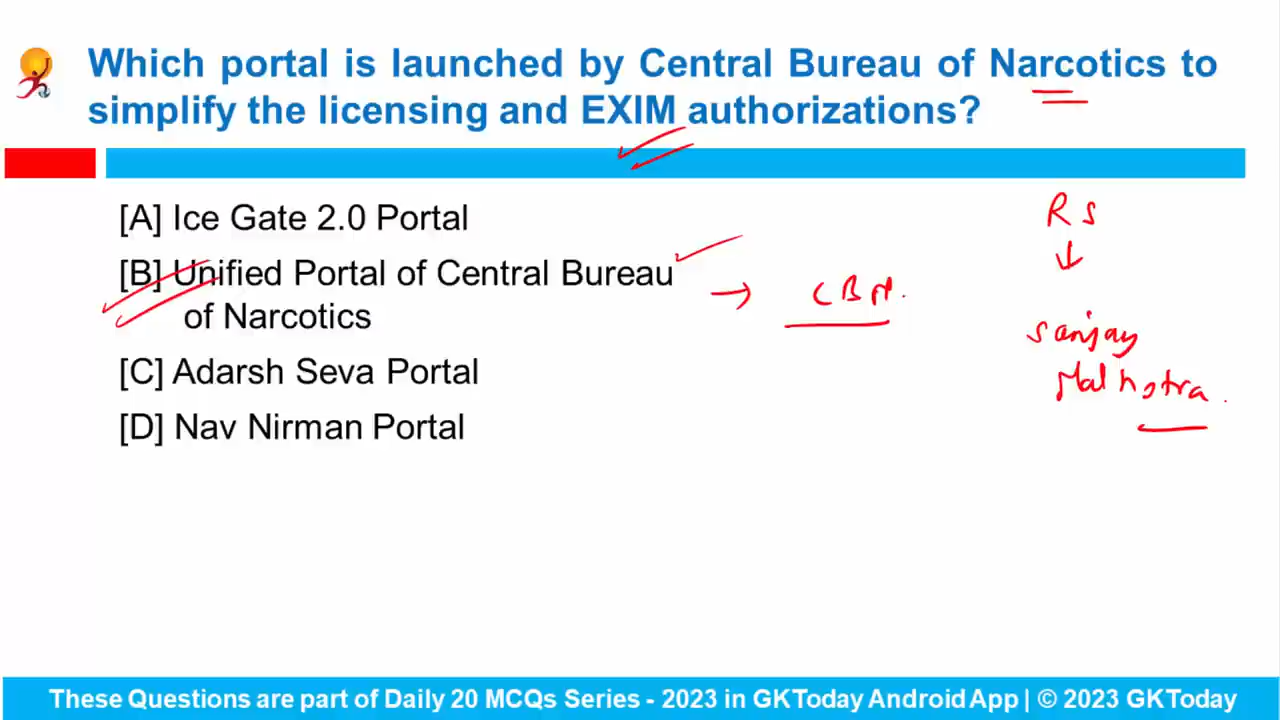 Which portal is launched by Central Bureau of Narcotics to
simplify the licensing and EXIM authorizations?
[A] Ice Gate 2.0 Portal
[B] Unified Portal of Central Bureau
of Narcotics
[C] Adarsh Seva Portal
[D] Nav Nirman Portal
CBN.
RS
Sanjay
Malhotra.
These Questions are part of Daily 20 MCQs Series - 2023 in GKToday Android App | © 2023 GKToday